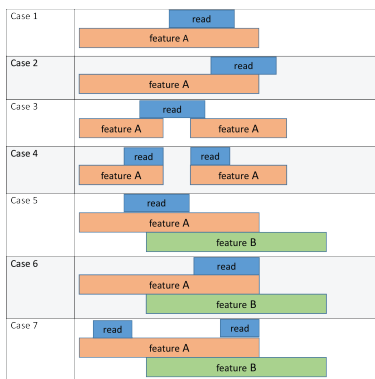 Case 1
read
feature A
Case 2
read
feature A
Case 3
read
feature A feature A
Case 4
read read
feature A feature A
Case 5
read
feature A
feature B
Case 6
read
feature A
feature B
Case 7
read read
feature A
feature B